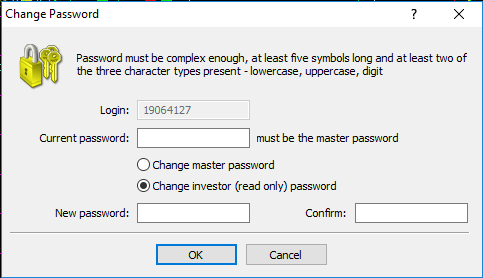 Change Password
?
Password must be complex enough, at least five symbols long and at least two of
the three character types present - lowercase, uppercase, digit
Login: 19064127
Current password: must be the master password
Change master password
Change investor (read only) password
New password: Confirm:
OK Cancel